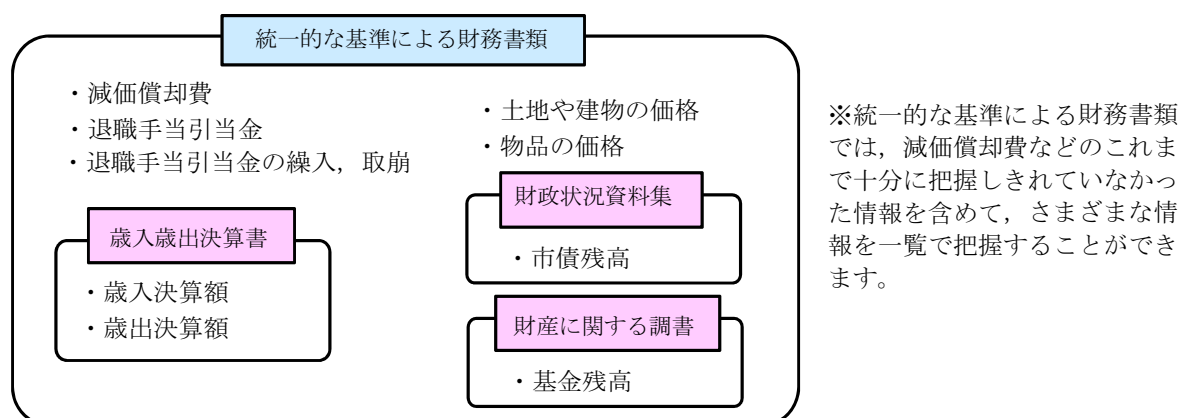 統一的な基準による財務書類
・減価償却費
・退職手当引当金
・退職手当引当金の繰入，取崩
歳入歳出決算書
・歳入決算額
・歳出決算額
・土地や建物の価格
・物品の価格
財政状況資料集
・市債残高
財産に関する調書
・基金残高
※統一的な基準による財務書類
では，減価償却費などのこれま
で十分に把握しきれていなかっ
た情報を含めて，さまざまな情
報を一覧で把握することができ
ます。